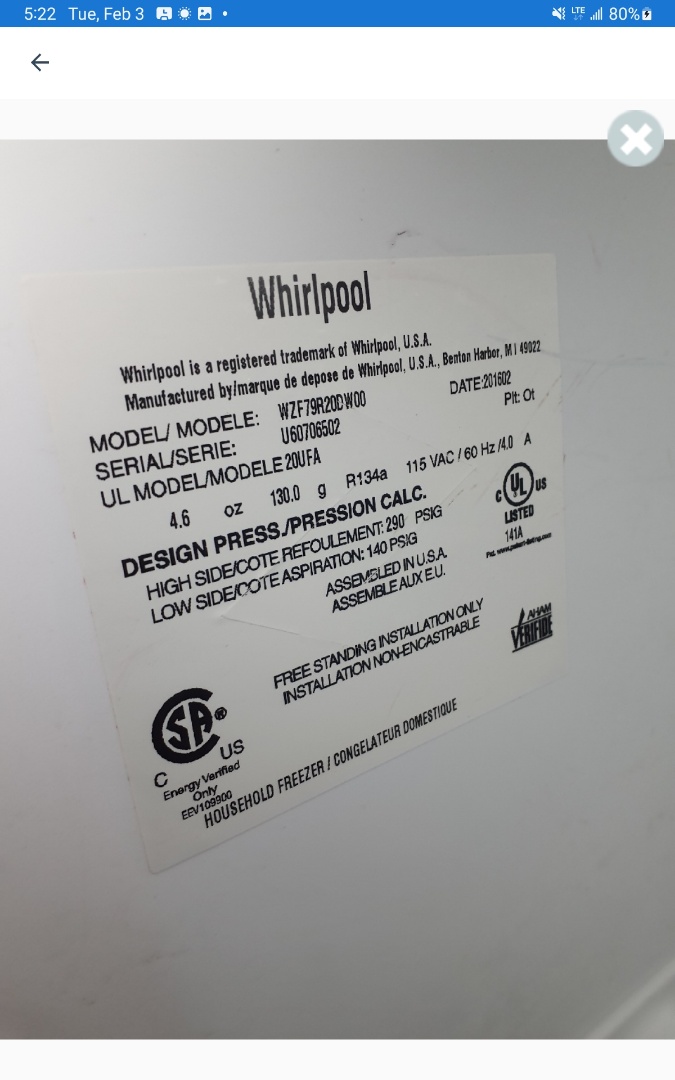 5:22 Tue, Feb 3
LTE 80%
Whirlpool
Whirlpool is a registered trademark of Whirlpool, U.S.A.
Manufactured by/marque de depose de Whirlpool, U.S.A., Benton Harbor, M I 49022
MODEL/ MODELE: WZF79R20DW00 DATE:201602
SERIAL/SERIE: U60706502 Plt: Ot
UL MODEL/MODELE 20UFA
4.6 oz 130.0 g R134a 115 VAC / 60 Hz /4.0 A
DESIGN PRESS./PRESSION CALC.
HIGH SIDE/COTE REFOULEMENT: 290 PSIG
LOW SIDE/COTE ASPIRATION: 140 PSIG
C UL US
LISTED
141A
ASSEMBLED IN U.S.A.
ASSEMBLE AUX E.U.
FREE STANDING INSTALLATION ONLY
INSTALLATION NON-ENCASTRABLE
AHAM
VERIFIDE
SA®
C US
Energy Verified
Only
EEV109900
HOUSEHOLD FREEZER / CONGELATEUR DOMESTIQUE